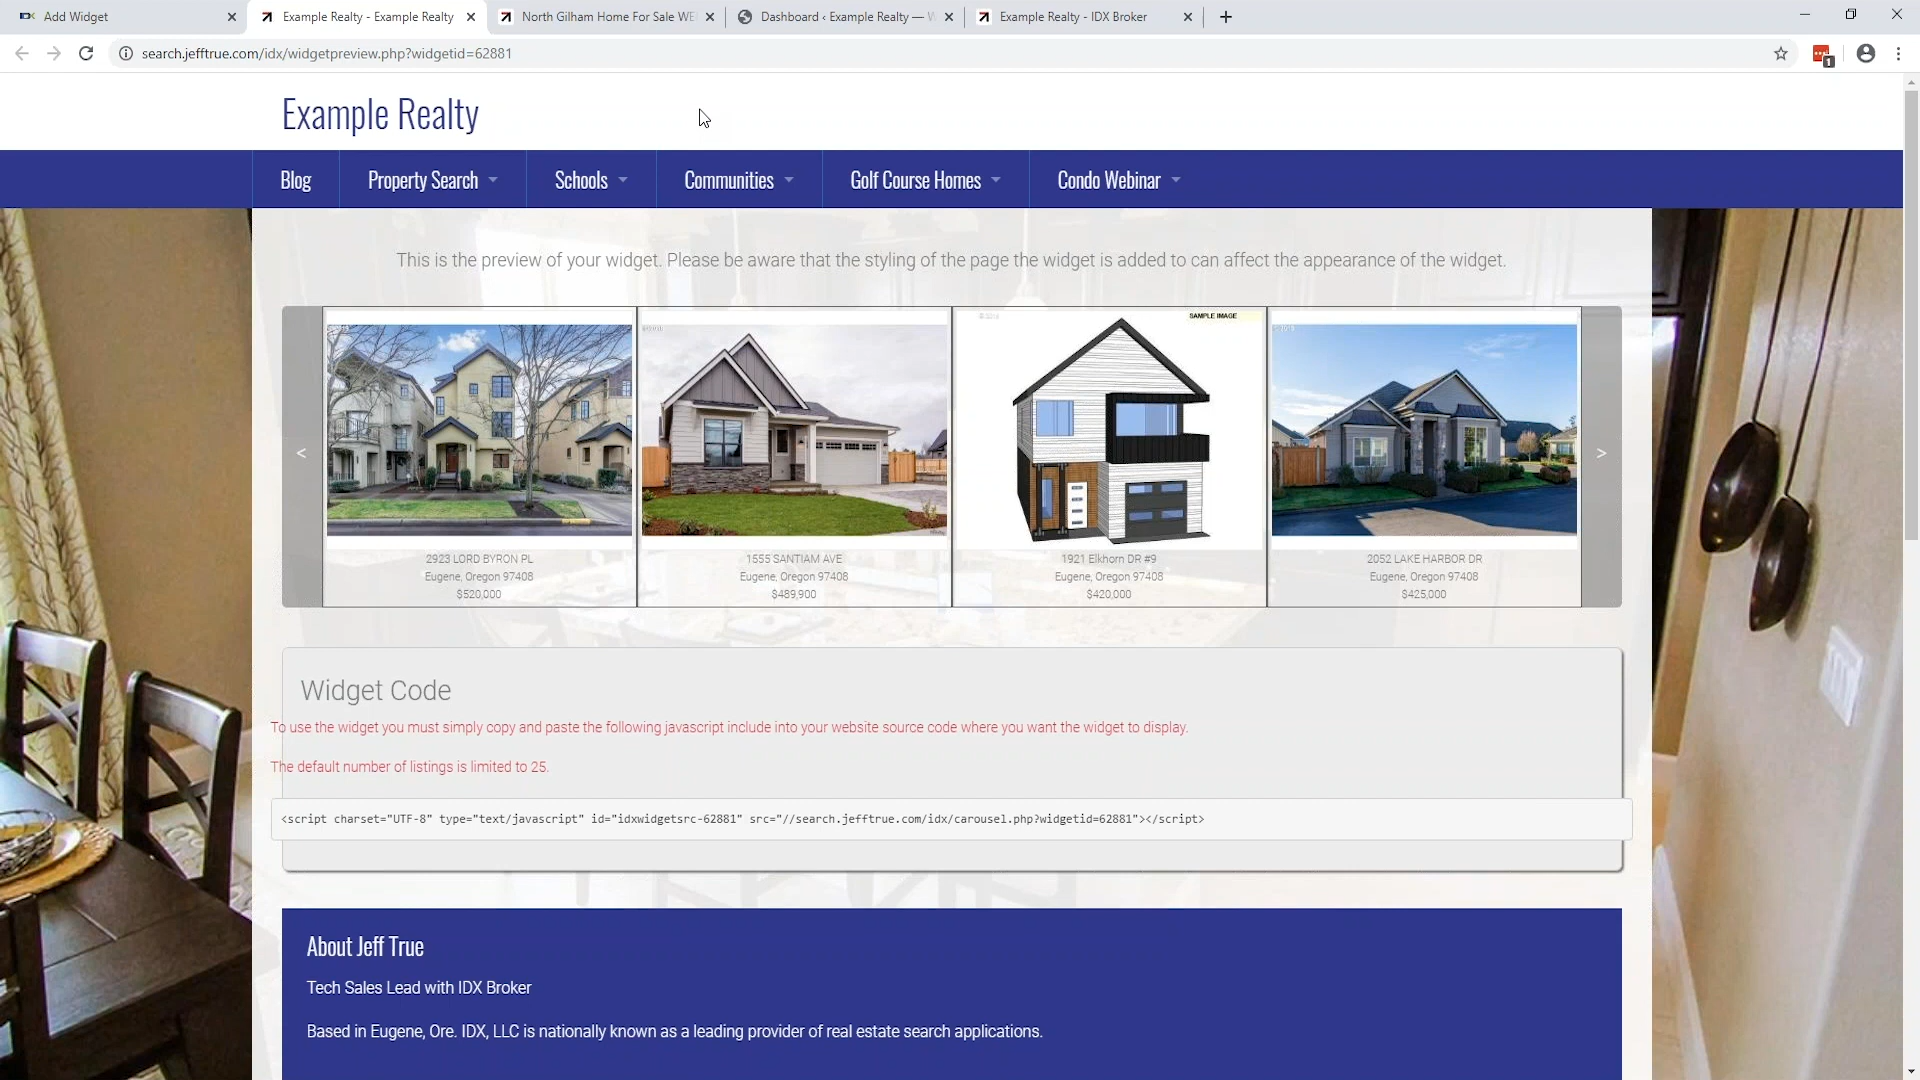 Add Widget
Example Realty - Example Realty
North Gilham Home For Sale WE
Dashboard ‹ Example Realty —
Example Realty - IDX Broker
search.jefftrue.com/idx/widgetpreview.php?widgetid=62881
1
Example Realty
Blog
Property Search
Schools
Communities
Golf Course Homes
Condo Webinar
This is the preview of your widget. Please be aware that the styling of the page the widget is added to can affect the appearance of the widget.
<
SAMPLE IMAGE
>
2923 LORD BYRON PL
Eugene, Oregon 97408
$520,000
1555 SANTIAM AVE
Eugene, Oregon 97408
$489,900
1921 Elkhorn DR #9
Eugene, Oregon 97408
$420,000
2052 LAKE HARBOR DR
Eugene, Oregon 97408
$425,000
Widget Code
To use the widget you must simply copy and paste the following javascript include into your website source code where you want the widget to display.
The default number of listings is limited to 25.
<script charset="UTF-8" type="text/javascript" id="idxwidgetsrc-62881" src="//search.jefftrue.com/idx/carousel.php?widgetid=62881"></script>
About Jeff True
Tech Sales Lead with IDX Broker
Based in Eugene, Ore. IDX, LLC is nationally known as a leading provider of real estate search applications.